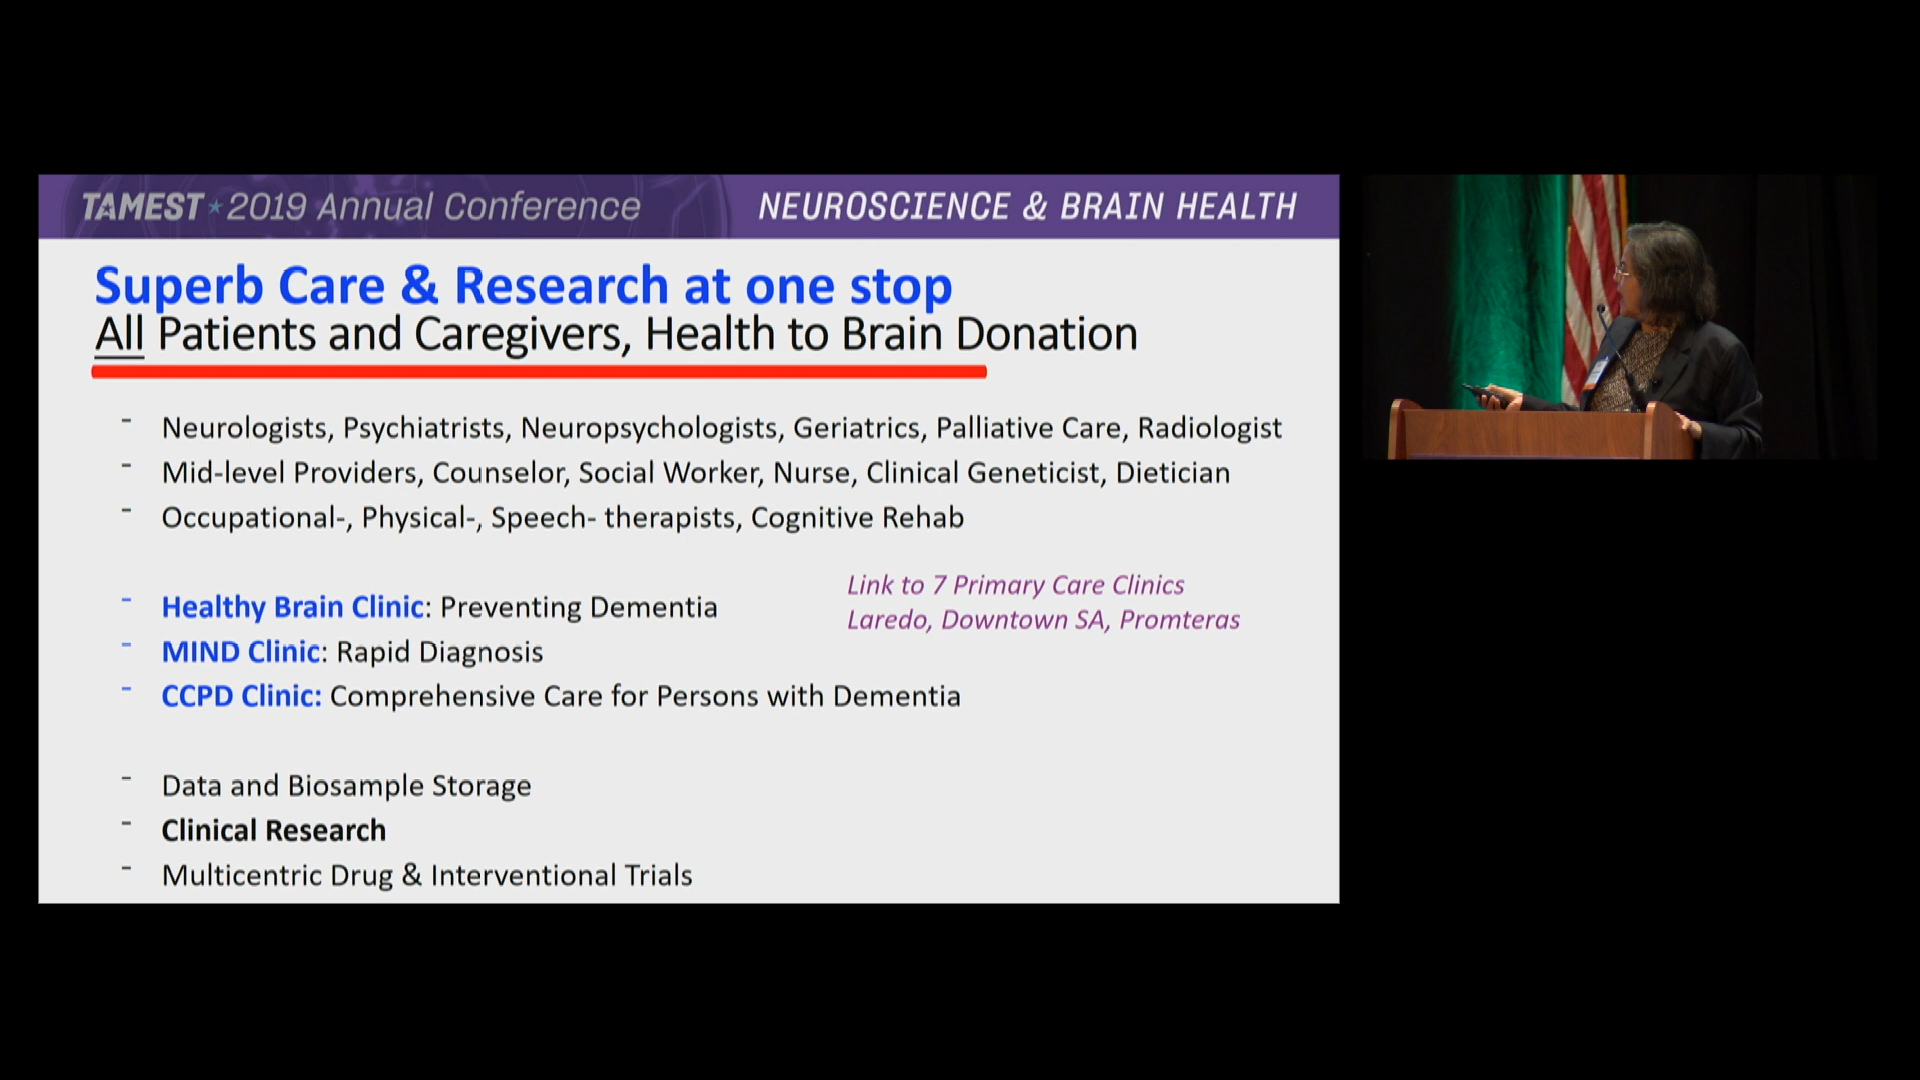 TAMEST★2019 Annual Conference
NEUROSCIENCE & BRAIN HEALTH
Superb Care & Research at one stop
All Patients and Caregivers, Health to Brain Donation
- Neurologists, Psychiatrists, Neuropsychologists, Geriatrics, Palliative Care, Radiologist
- Mid-level Providers, Counselor, Social Worker, Nurse, Clinical Geneticist, Dietician
- Occupational-, Physical-, Speech- therapists, Cognitive Rehab
- Healthy Brain Clinic: Preventing Dementia
Link to 7 Primary Care Clinics
Laredo, Downtown SA, Promteras
- MIND Clinic: Rapid Diagnosis
- CCPD Clinic: Comprehensive Care for Persons with Dementia
- Data and Biosample Storage
- Clinical Research
- Multicentric Drug & Interventional Trials